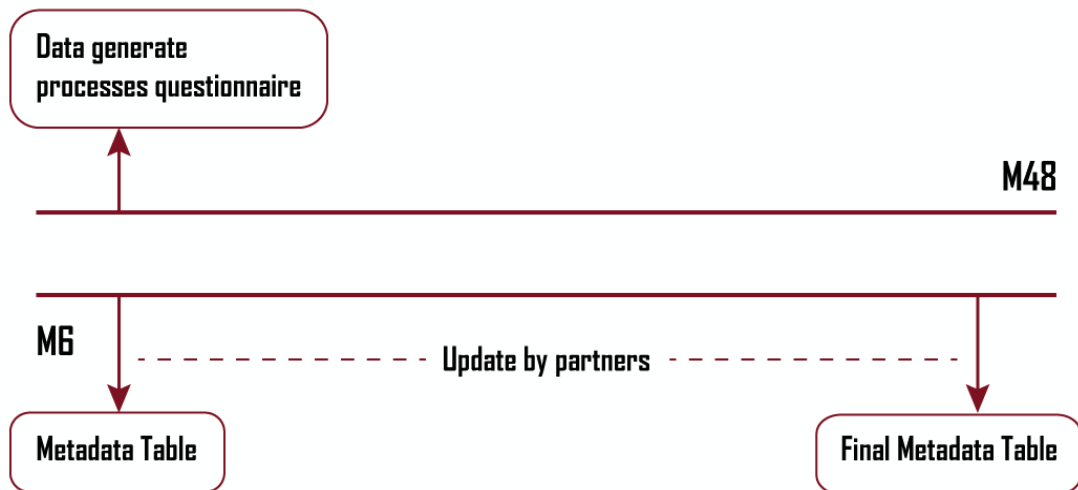 Data generate
processes questionnaire
M48
M6
Update by partners
Metadata Table
Final Metadata Table